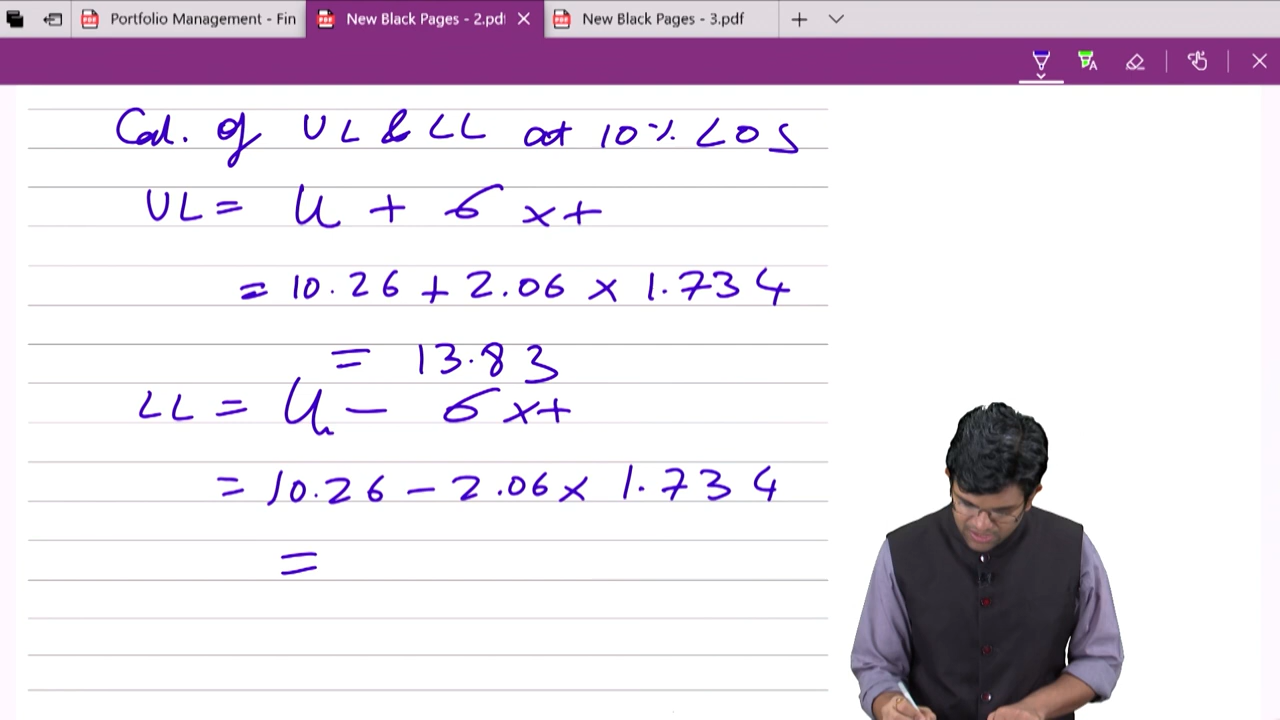 Portfolio Management - Fin
New Black Pages - 2.pdf
New Black Pages - 3.pdf
Cal. of UL & LL at 10% LOS
UL = μ + σ × t
= 10.26 + 2.06 × 1.734
= 13.83
LL = μ - σ × t
= 10.26 - 2.06 × 1.734
=